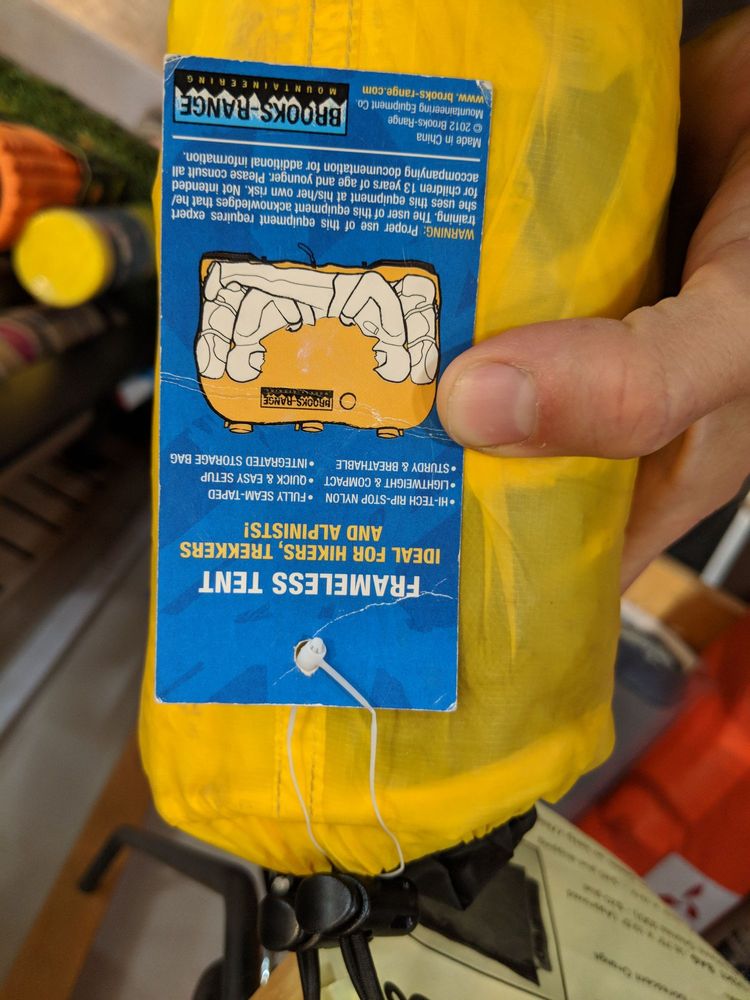 FRAMELESS TENT
IDEAL FOR HIKERS, TREKKERS
AND ALPINISTS!
• HI-TECH RIP-STOP NYLON
• LIGHTWEIGHT & COMPACT
• STURDY & BREATHABLE
• FULLY SEAM-TAPED
• QUICK & EASY SETUP
• INTEGRATED STORAGE BAG
BROOKS-RANGE
WARNING: Proper use of this equipment requires expert
training. The user of this equipment acknowledges that he/
she uses this equipment at his/her own risk. Not intended
for children 13 years of age and younger. Please consult all
accompanying documentation for additional information.
Made in China
© 2012 Brooks-Range
Mountaineering Equipment Co.
www.brooks-range.com
BROOKS-RANGE
MOUNTAINEERING